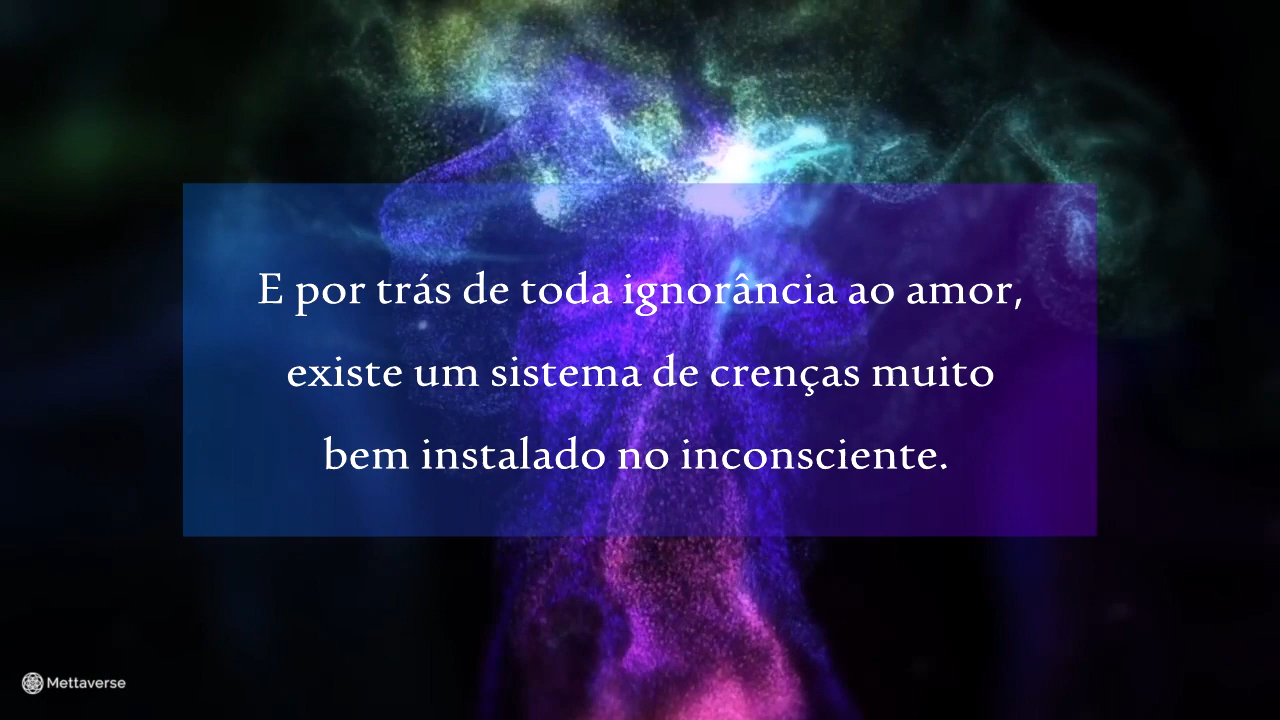 E por trás de toda ignorância ao amor,
existe um sistema de crenças muito
bem instalado no inconsciente.
Mettaverse